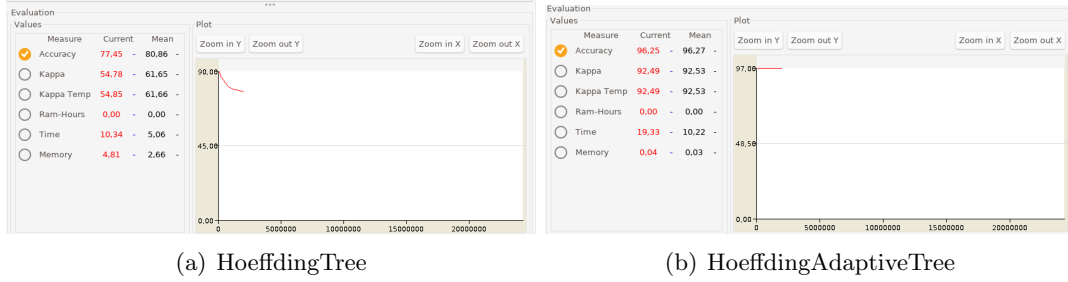 Evaluation
Values
Measure Current Mean
Accuracy 77,45 - 80,86 -
Kappa 54,78 - 61,65 -
Kappa Temp 54,85 - 61,66 -
Ram-Hours 0,00 - 0,00 -
Time 10,34 - 5,06 -
Memory 4,81 - 2,66 -
Plot
Zoom in Y Zoom out Y Zoom in X Zoom out X
90,00
45,00
0,00
0 5000000 10000000 15000000 20000000
(a) HoeffdingTree
Evaluation
Values
Measure Current Mean
Accuracy 96,25 - 96,27 -
Kappa 92,49 - 92,53 -
Kappa Temp 92,49 - 92,53 -
Ram-Hours 0,00 - 0,00 -
Time 19,33 - 10,22 -
Memory 0,04 - 0,03 -
Plot
Zoom in Y Zoom out Y Zoom in X Zoom out X
97,00
48,50
0,00
0 5000000 10000000 15000000 20000000
(b) HoeffdingAdaptiveTree